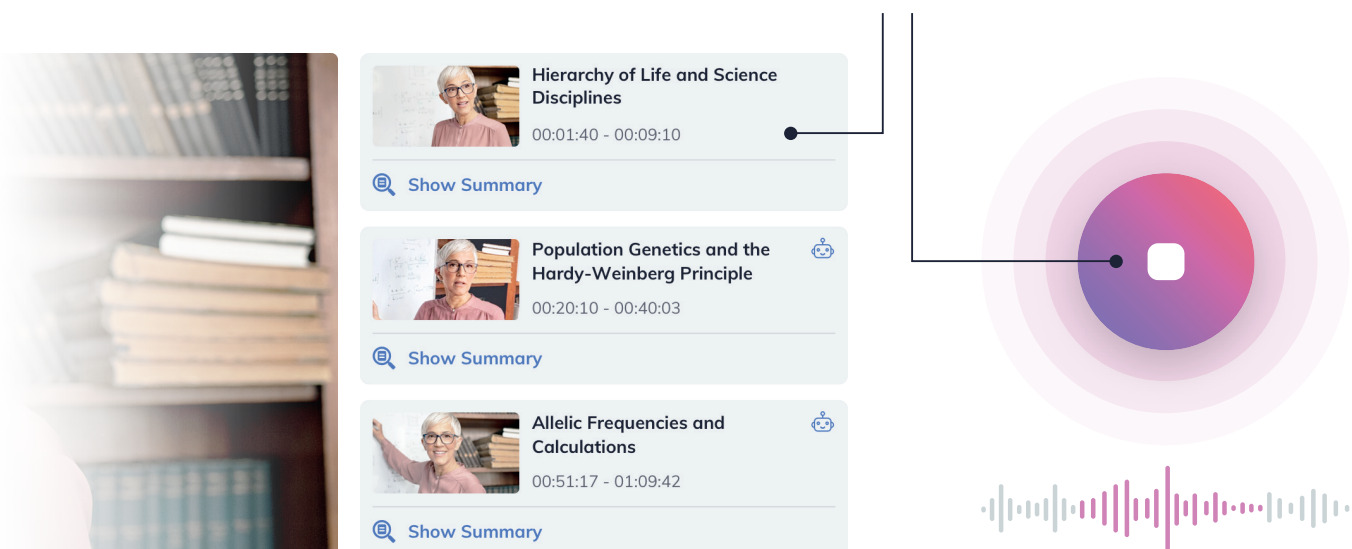 Hierarchy of Life and Science
Disciplines
00:01:40 - 00:09:10
Show Summary
Population Genetics and the
Hardy-Weinberg Principle
00:20:10 - 00:40:03
Show Summary
Allelic Frequencies and
Calculations
00:51:17 - 01:09:42
Show Summary